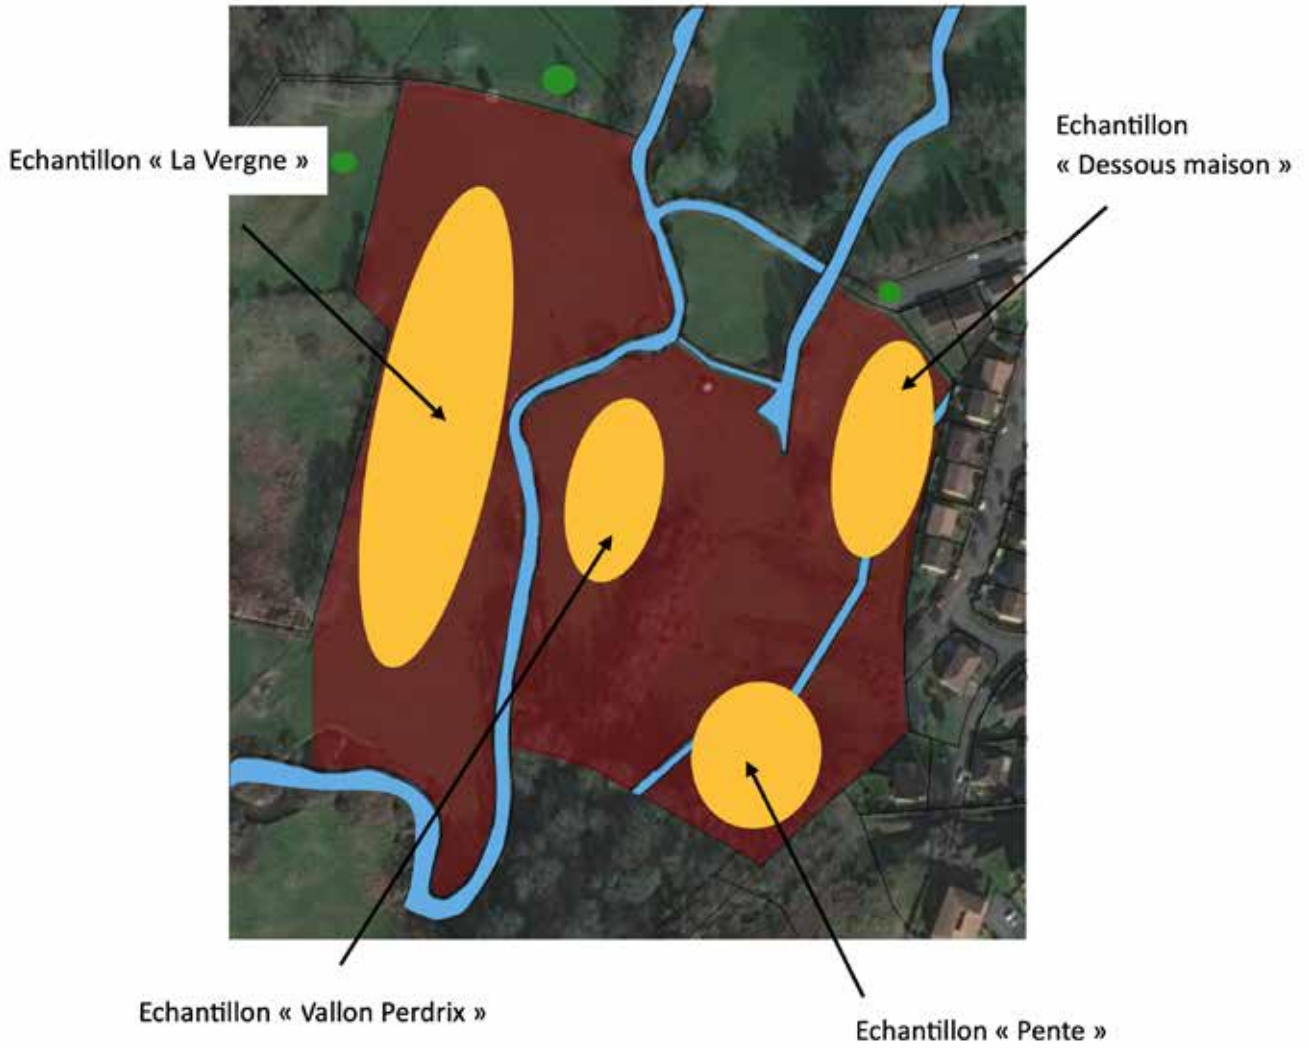 Echantillon
« Dessous maison »
Echantillon « La Vergne »
Echantillon « Vallon Perdrix »
Echantillon « Pente »